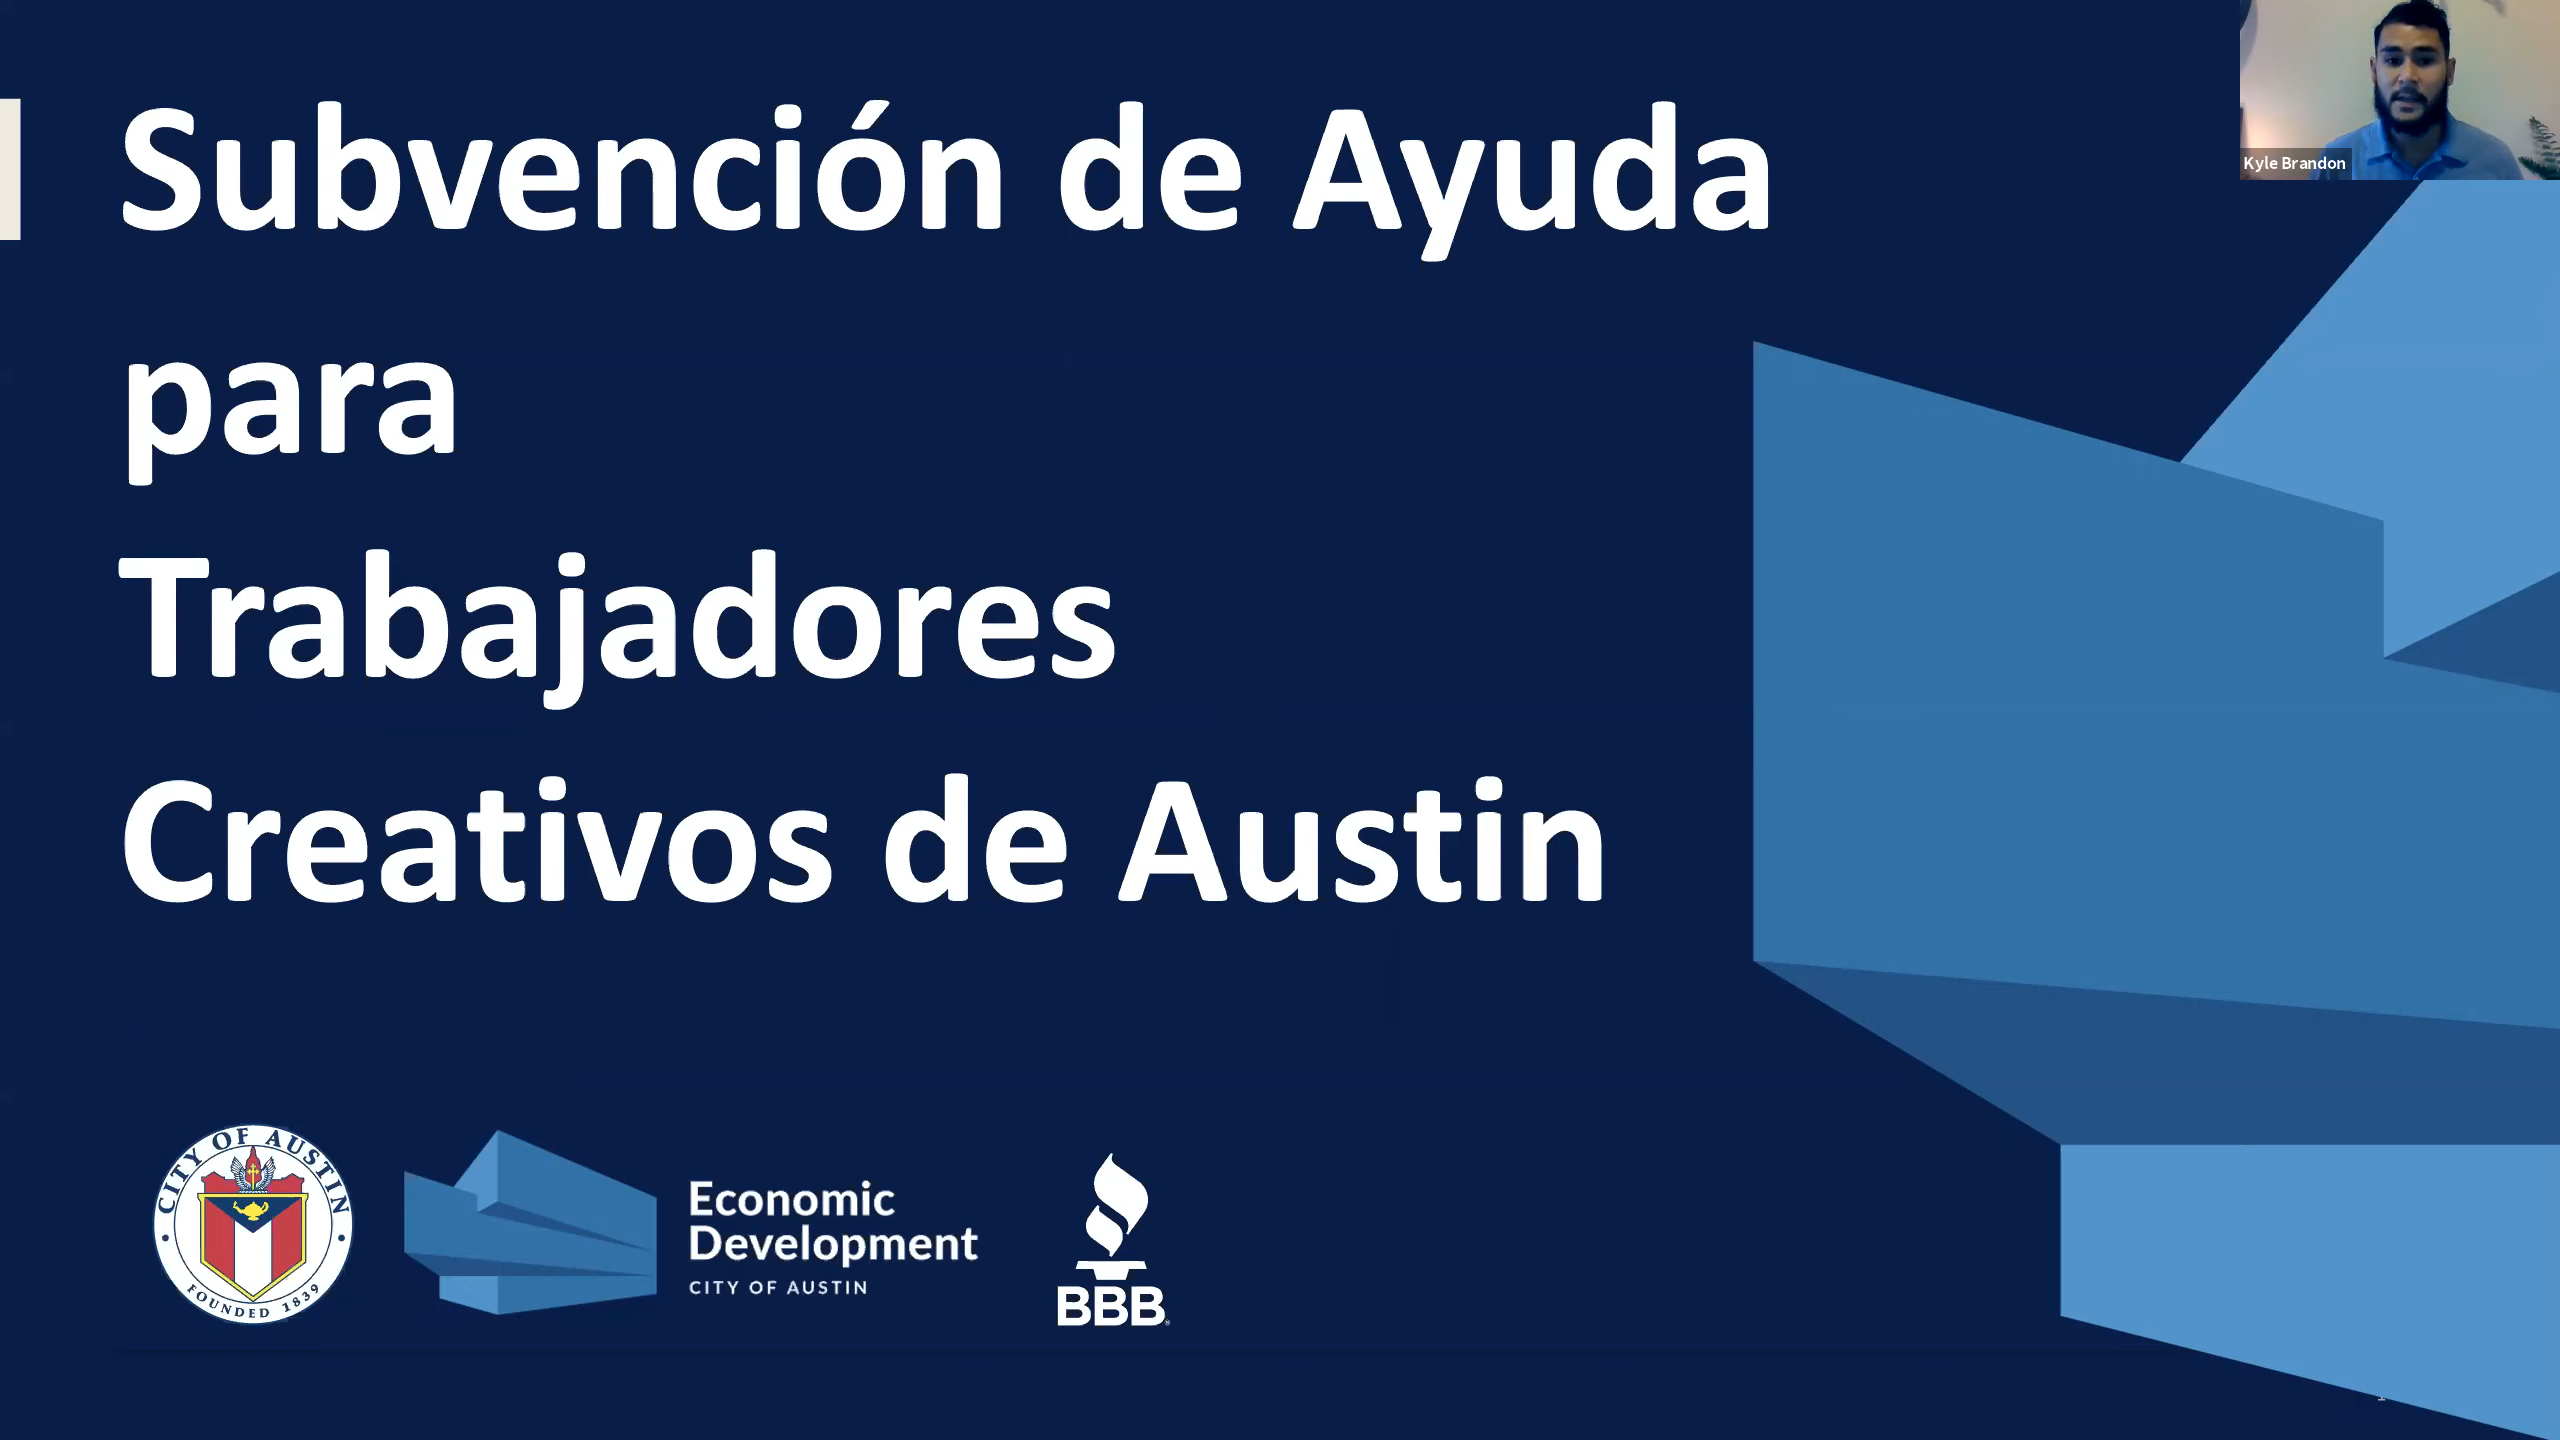 Subvención de Ayuda
para
Trabajadores
Creativos de Austin
Kyle Brandon
CITY OF AUSTIN
FOUNDED 1839
Economic
Development
CITY OF AUSTIN
BBB